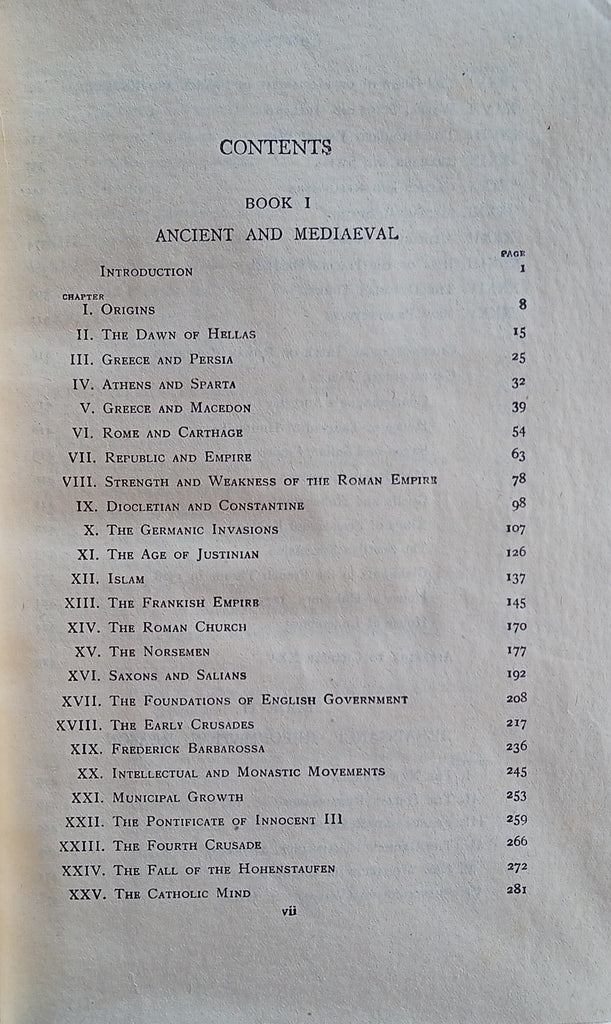 CONTENTS
BOOK I
ANCIENT AND MEDIAEVAL
PAGE
INTRODUCTION 1
CHAPTER
I. ORIGINS 8
II. THE DAWN OF HELLAS 15
III. GREECE AND PERSIA 25
IV. ATHENS AND SPARTA 32
V. GREECE AND MACEDON 39
VI. ROME AND CARTHAGE 54
VII. REPUBLIC AND EMPIRE 63
VIII. STRENGTH AND WEAKNESS OF THE ROMAN EMPIRE 78
IX. DIOCLETIAN AND CONSTANTINE 98
X. THE GERMANIC INVASIONS 107
XI. THE AGE OF JUSTINIAN 126
XII. ISLAM 137
XIII. THE FRANKISH EMPIRE 145
XIV. THE ROMAN CHURCH 170
XV. THE NORSEMEN 177
XVI. SAXONS AND SALIANS 192
XVII. THE FOUNDATIONS OF ENGLISH GOVERNMENT 208
XVIII. THE EARLY CRUSADES 217
XIX. FREDERICK BARBAROSSA 236
XX. INTELLECTUAL AND MONASTIC MOVEMENTS 245
XXI. MUNICIPAL GROWTH 253
XXII. THE PONTIFICATE OF INNOCENT III 259
XXIII. THE FOURTH CRUSADE 266
XXIV. THE FALL OF THE HOHENSTAUFEN 272
XXV. THE CATHOLIC MIND 281
vii